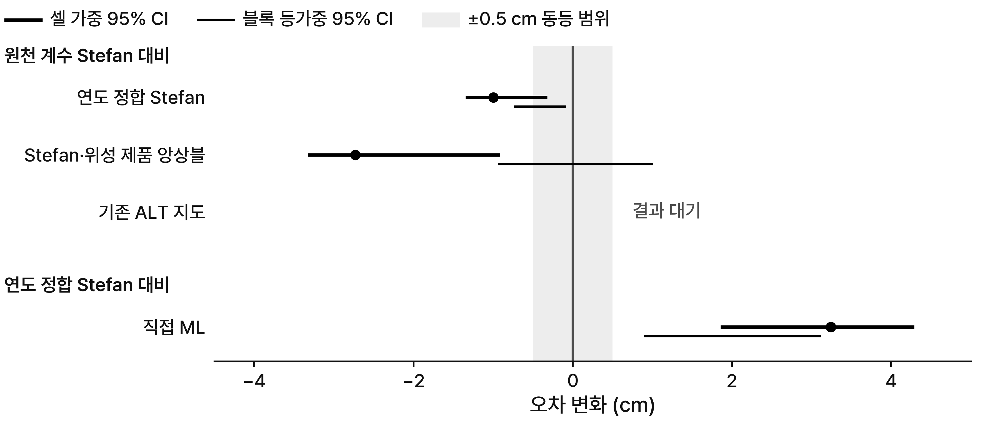 셀 가중 95% CI 블록 등가중 95% CI ±0.5 cm 동등 범위
원천 계수 Stefan 대비
연도 정합 Stefan
Stefan·위성 제품 앙상블
기존 ALT 지도 결과 대기
연도 정합 Stefan 대비
직접 ML
−4 −2 0 2 4
오차 변화 (cm)